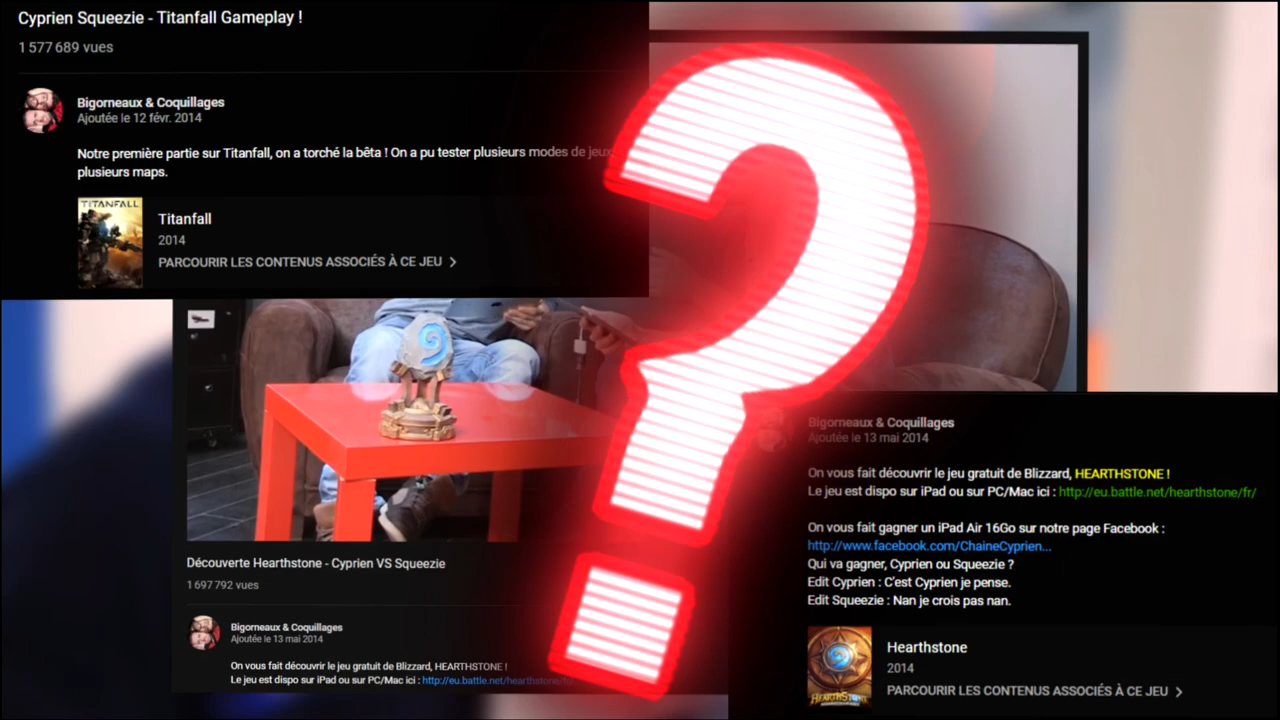 Cyprien Squeezie - Titanfall Gameplay !
1 577 689 vues
Bigorneaux & Coquillages
Ajoutée le 12 févr. 2014
Notre première partie sur Titanfall, on a torché la bêta ! On a pu tester plusieurs modes de jeux
plusieurs maps.
TITANFALL
Titanfall
2014
PARCOURIR LES CONTENUS ASSOCIÉS À CE JEU
Découverte Hearthstone - Cyprien VS Squeezie
1 697 792 vues
Bigorneaux & Coquillages
Ajoutée le 13 mai 2014
On vous fait découvrir le jeu gratuit de Blizzard, HEARTHSTONE !
Le jeu est dispo sur iPad ou sur PC/Mac ici : http://eu.battle.net/hearthstone/fr/
?
Bigorneaux & Coquillages
Ajoutée le 13 mai 2014
On vous fait découvrir le jeu gratuit de Blizzard, HEARTHSTONE !
Le jeu est dispo sur iPad ou sur PC/Mac ici : http://eu.battle.net/hearthstone/fr/
On vous fait gagner un iPad Air 16Go sur notre page Facebook :
http://www.facebook.com/ChaineCyprien...
Qui va gagner, Cyprien ou Squeezie ?
Edit Cyprien : C'est Cyprien je pense.
Edit Squeezie : Nan je crois pas nan.
HEARTHSTONE
Hearthstone
2014
PARCOURIR LES CONTENUS ASSOCIÉS À CE JEU